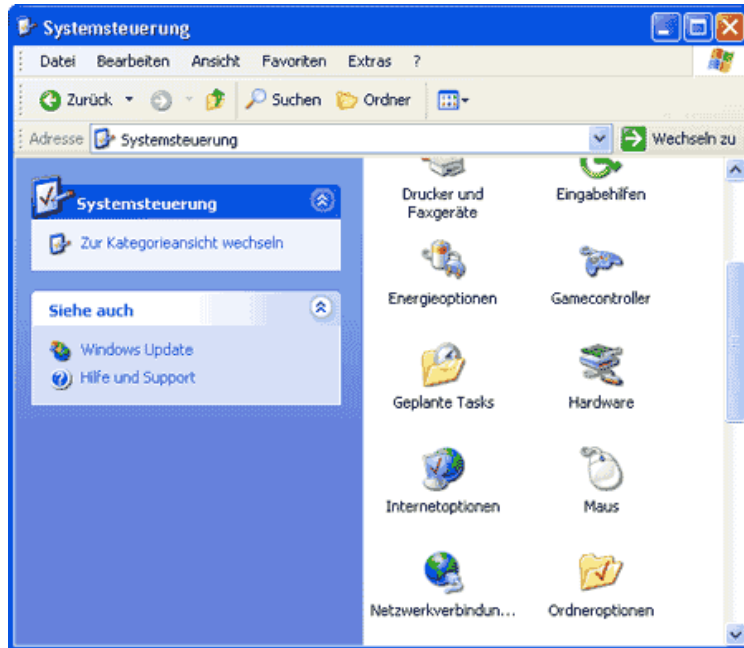 Systemsteuerung
Datei Bearbeiten Ansicht Favoriten Extras ?
Zurück Suchen Ordner
Adresse Systemsteuerung Wechseln zu
Systemsteuerung
Zur Kategorieansicht wechseln
Siehe auch
Windows Update
Hilfe und Support
Drucker und
Faxgeräte
Eingabehilfen
Energieoptionen
Gamecontroller
Geplante Tasks
Hardware
Internetoptionen
Maus
Netzwerkverbindun...
Ordneroptionen